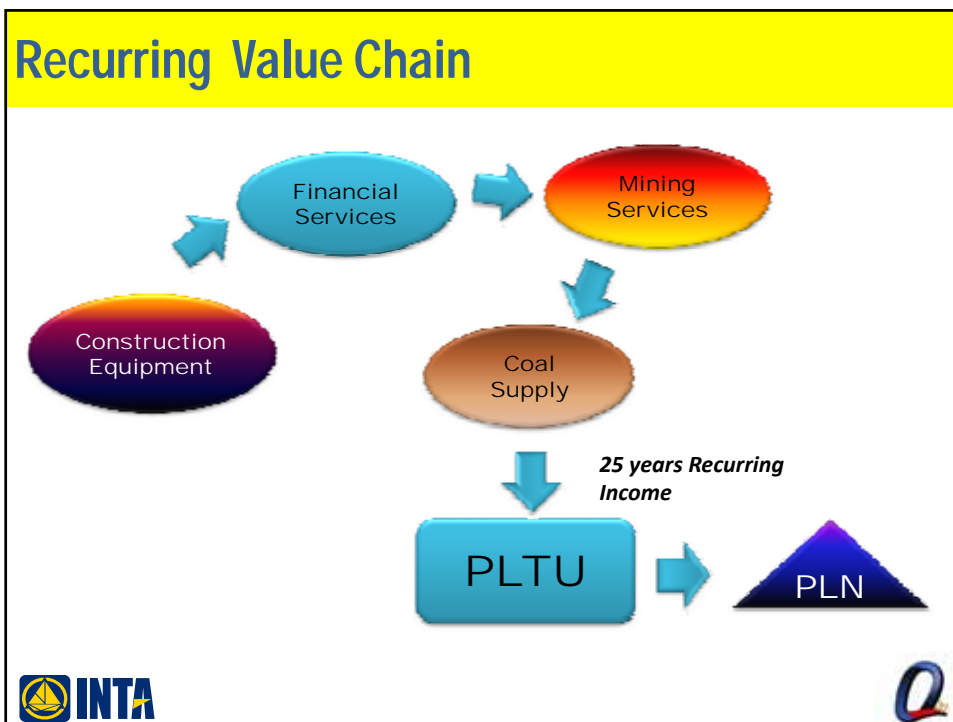 Recurring Value Chain
Financial
Services
Mining
Services
Construction
Equipment
Coal
Supply
25 years Recurring
Income
PLTU
PLN
INTA